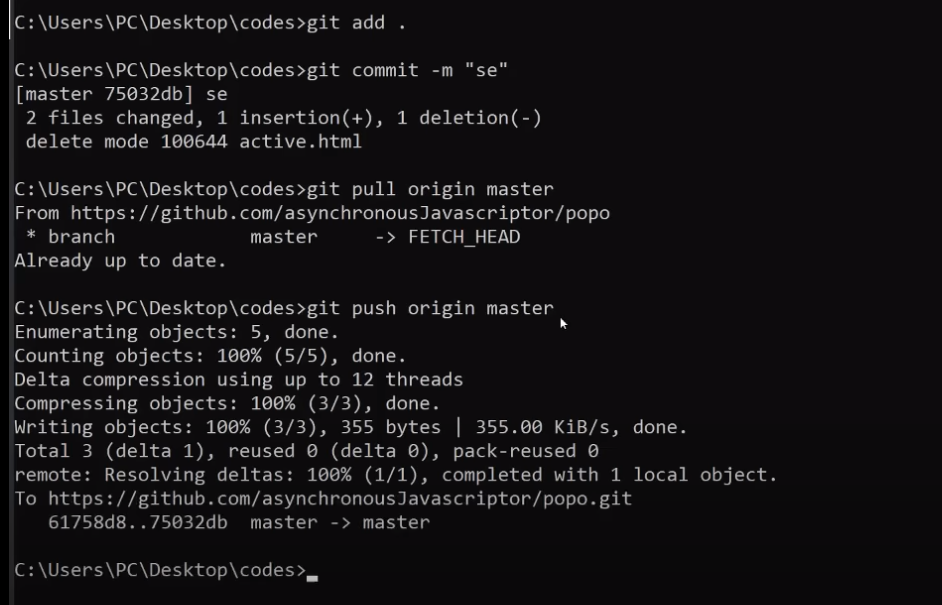 C:\Users\PC\Desktop\codes>git add .
C:\Users\PC\Desktop\codes>git commit -m "se"
[master 75032db] se
 2 files changed, 1 insertion(+), 1 deletion(-)
 delete mode 100644 active.html
C:\Users\PC\Desktop\codes>git pull origin master
From https://github.com/asynchronousJavascriptor/popo
 * branch            master     -> FETCH_HEAD
Already up to date.
C:\Users\PC\Desktop\codes>git push origin master
Enumerating objects: 5, done.
Counting objects: 100% (5/5), done.
Delta compression using up to 12 threads
Compressing objects: 100% (3/3), done.
Writing objects: 100% (3/3), 355 bytes | 355.00 KiB/s, done.
Total 3 (delta 1), reused 0 (delta 0), pack-reused 0
remote: Resolving deltas: 100% (1/1), completed with 1 local object.
To https://github.com/asynchronousJavascriptor/popo.git
   61758d8..75032db  master -> master
C:\Users\PC\Desktop\codes>